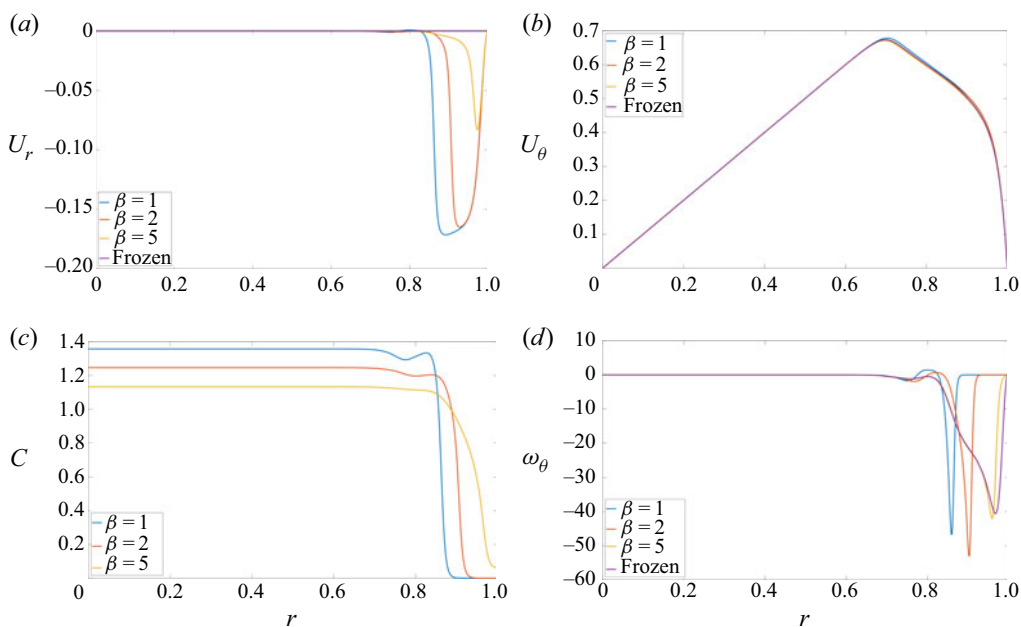 (a)
0
−0.05
−0.10
−0.15
−0.20
U_r
β = 1
β = 2
β = 5
Frozen
0 0.2 0.4 0.6 0.8 1.0
(b)
0.7
0.6
0.5
0.4
0.3
0.2
0.1
U_θ
β = 1
β = 2
β = 5
Frozen
0 0.2 0.4 0.6 0.8 1.0
(c)
1.4
1.2
1.0
0.8
0.6
0.4
0.2
0
C
β = 1
β = 2
β = 5
0.2 0.4 0.6 0.8 1.0
r
(d)
10
0
−10
−20
−30
−40
−50
−60
ω_θ
β = 1
β = 2
β = 5
Frozen
0 0.2 0.4 0.6 0.8 1.0
r